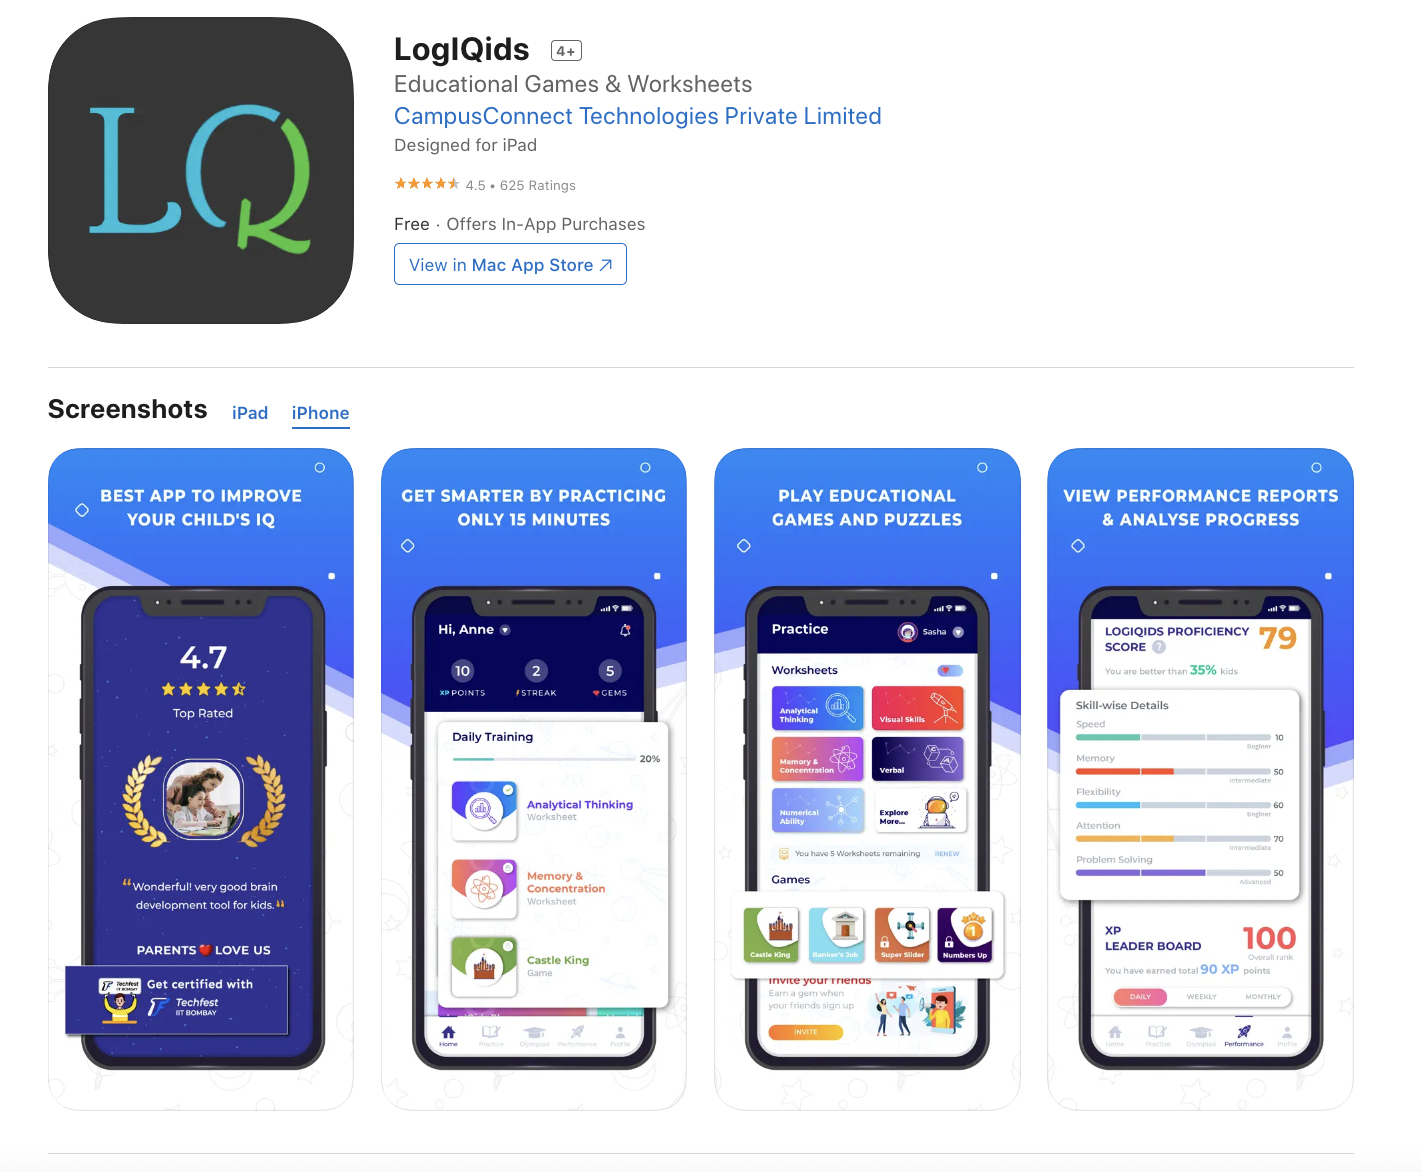 LQ
LogIQids 4+
Educational Games & Worksheets
CampusConnect Technologies Private Limited
Designed for iPad
4.5 • 625 Ratings
Free · Offers In-App Purchases
View in Mac App Store
Screenshots iPad iPhone
BEST APP TO IMPROVE
YOUR CHILD'S IQ
4.7
Top Rated
"Wonderful! very good brain
development tool for kids."
PARENTS LOVE US
Techfest
IIT BOMBAY
Get certified with
Techfest
IIT BOMBAY
GET SMARTER BY PRACTICING
ONLY 15 MINUTES
Hi, Anne
10 2 5
XP POINTS STREAK GEMS
Daily Training
20%
Analytical Thinking
Worksheet
Memory &
Concentration
Worksheet
Castle King
Game
Home Practice Olympiad Performance Profile
PLAY EDUCATIONAL
GAMES AND PUZZLES
Practice Sasha
Worksheets
Analytical
Thinking
Visual Skills
Memory &
Concentration
Verbal
Numerical
Ability
Explore
More...
You have 5 Worksheets remaining RENEW
Games
Castle King Banker's Job Super Slider Numbers Up
1
Invite your friends
Earn a gem when
your friends sign up
INVITE
VIEW PERFORMANCE REPORTS
& ANALYSE PROGRESS
LOGIQIDS PROFICIENCY
SCORE ? 79
You are better than 35% kids
Skill-wise Details
Speed
10
Beginer
Memory
50
Intermediate
Flexibility
60
Beginer
Attention
70
Intermediate
Problem Solving
50
Advanced
XP
LEADER BOARD 100
Overall rank
You have earned total 90 XP points
DAILY WEEKLY MONTHLY
Home Practice Olympiad Performance Profile